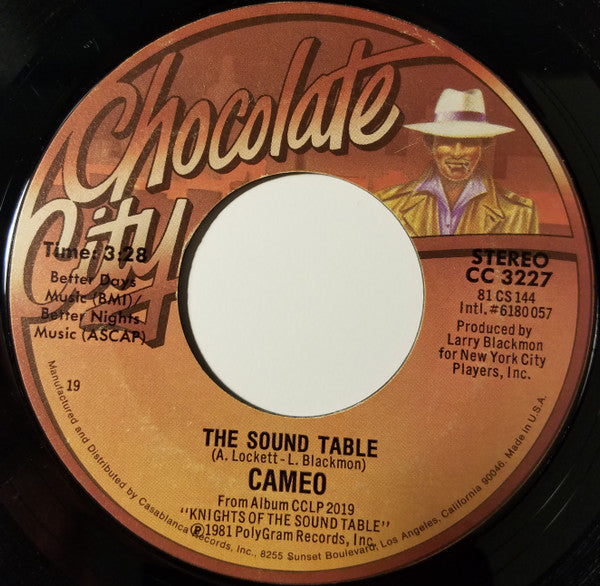 Chocolate
City
Time: 3:28
Better Days
Music (BMI)/
Better Nights
Music (ASCAP)
19
STEREO
CC 3227
81 CS 144
Intl. #6180057
Produced by
Larry Blackmon
for New York City
Players, Inc.
THE SOUND TABLE
(A. Lockett - L. Blackmon)
CAMEO
From Album CCLP 2019
"KNIGHTS OF THE SOUND TABLE"
℗1981 PolyGram Records, Inc.
Manufactured and Distributed by Casablanca Records, Inc., 8255 Sunset Boulevard, Los Angeles, California 90046. Made in U.S.A.